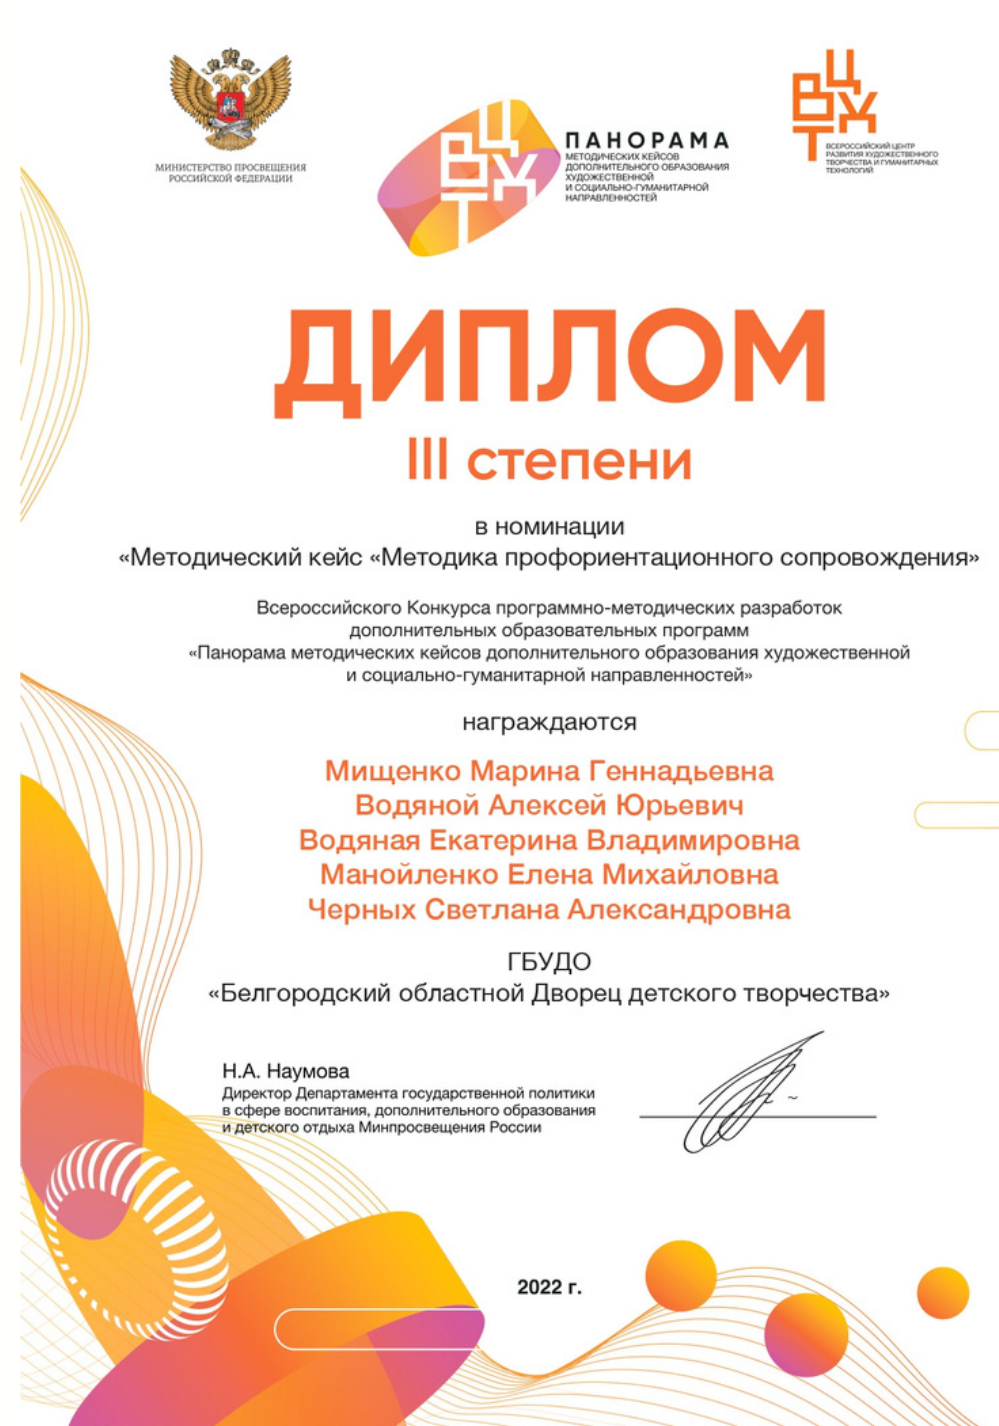 МИНИСТЕРСТВО ПРОСВЕЩЕНИЯ
РОССИЙСКОЙ ФЕДЕРАЦИИ
ВЦХТ
ПАНОРАМА
МЕТОДИЧЕСКИХ КЕЙСОВ
ДОПОЛНИТЕЛЬНОГО ОБРАЗОВАНИЯ
ХУДОЖЕСТВЕННОЙ
И СОЦИАЛЬНО-ГУМАНИТАРНОЙ
НАПРАВЛЕННОСТЕЙ
ВЦХТ
ВСЕРОССИЙСКИЙ ЦЕНТР
РАЗВИТИЯ ХУДОЖЕСТВЕННОГО
ТВОРЧЕСТВА И ГУМАНИТАРНЫХ
ТЕХНОЛОГИЙ
ДИПЛОМ
III степени
в номинации
«Методический кейс «Методика профориентационного сопровождения»
Всероссийского Конкурса программно-методических разработок
дополнительных образовательных программ
«Панорама методических кейсов дополнительного образования художественной
и социально-гуманитарной направленностей»
награждаются
Мищенко Марина Геннадьевна
Водяной Алексей Юрьевич
Водяная Екатерина Владимировна
Манойленко Елена Михайловна
Черных Светлана Александровна
ГБУДО
«Белгородский областной Дворец детского творчества»
Н.А. Наумова
Директор Департамента государственной политики
в сфере воспитания, дополнительного образования
и детского отдыха Минпросвещения России
2022 г.